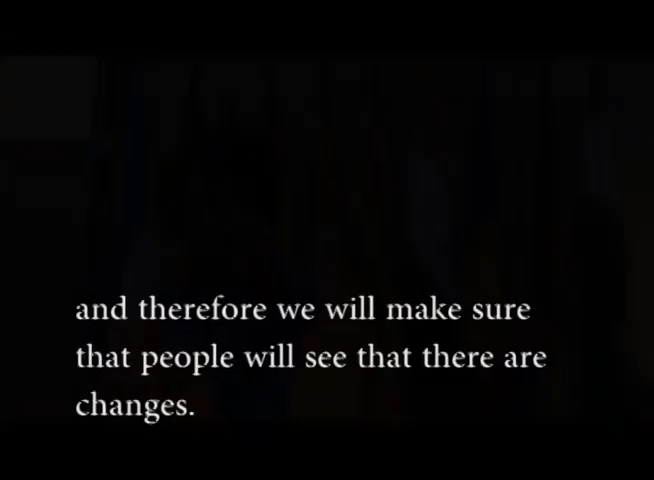 and therefore we will make sure
that people will see that there are
changes.